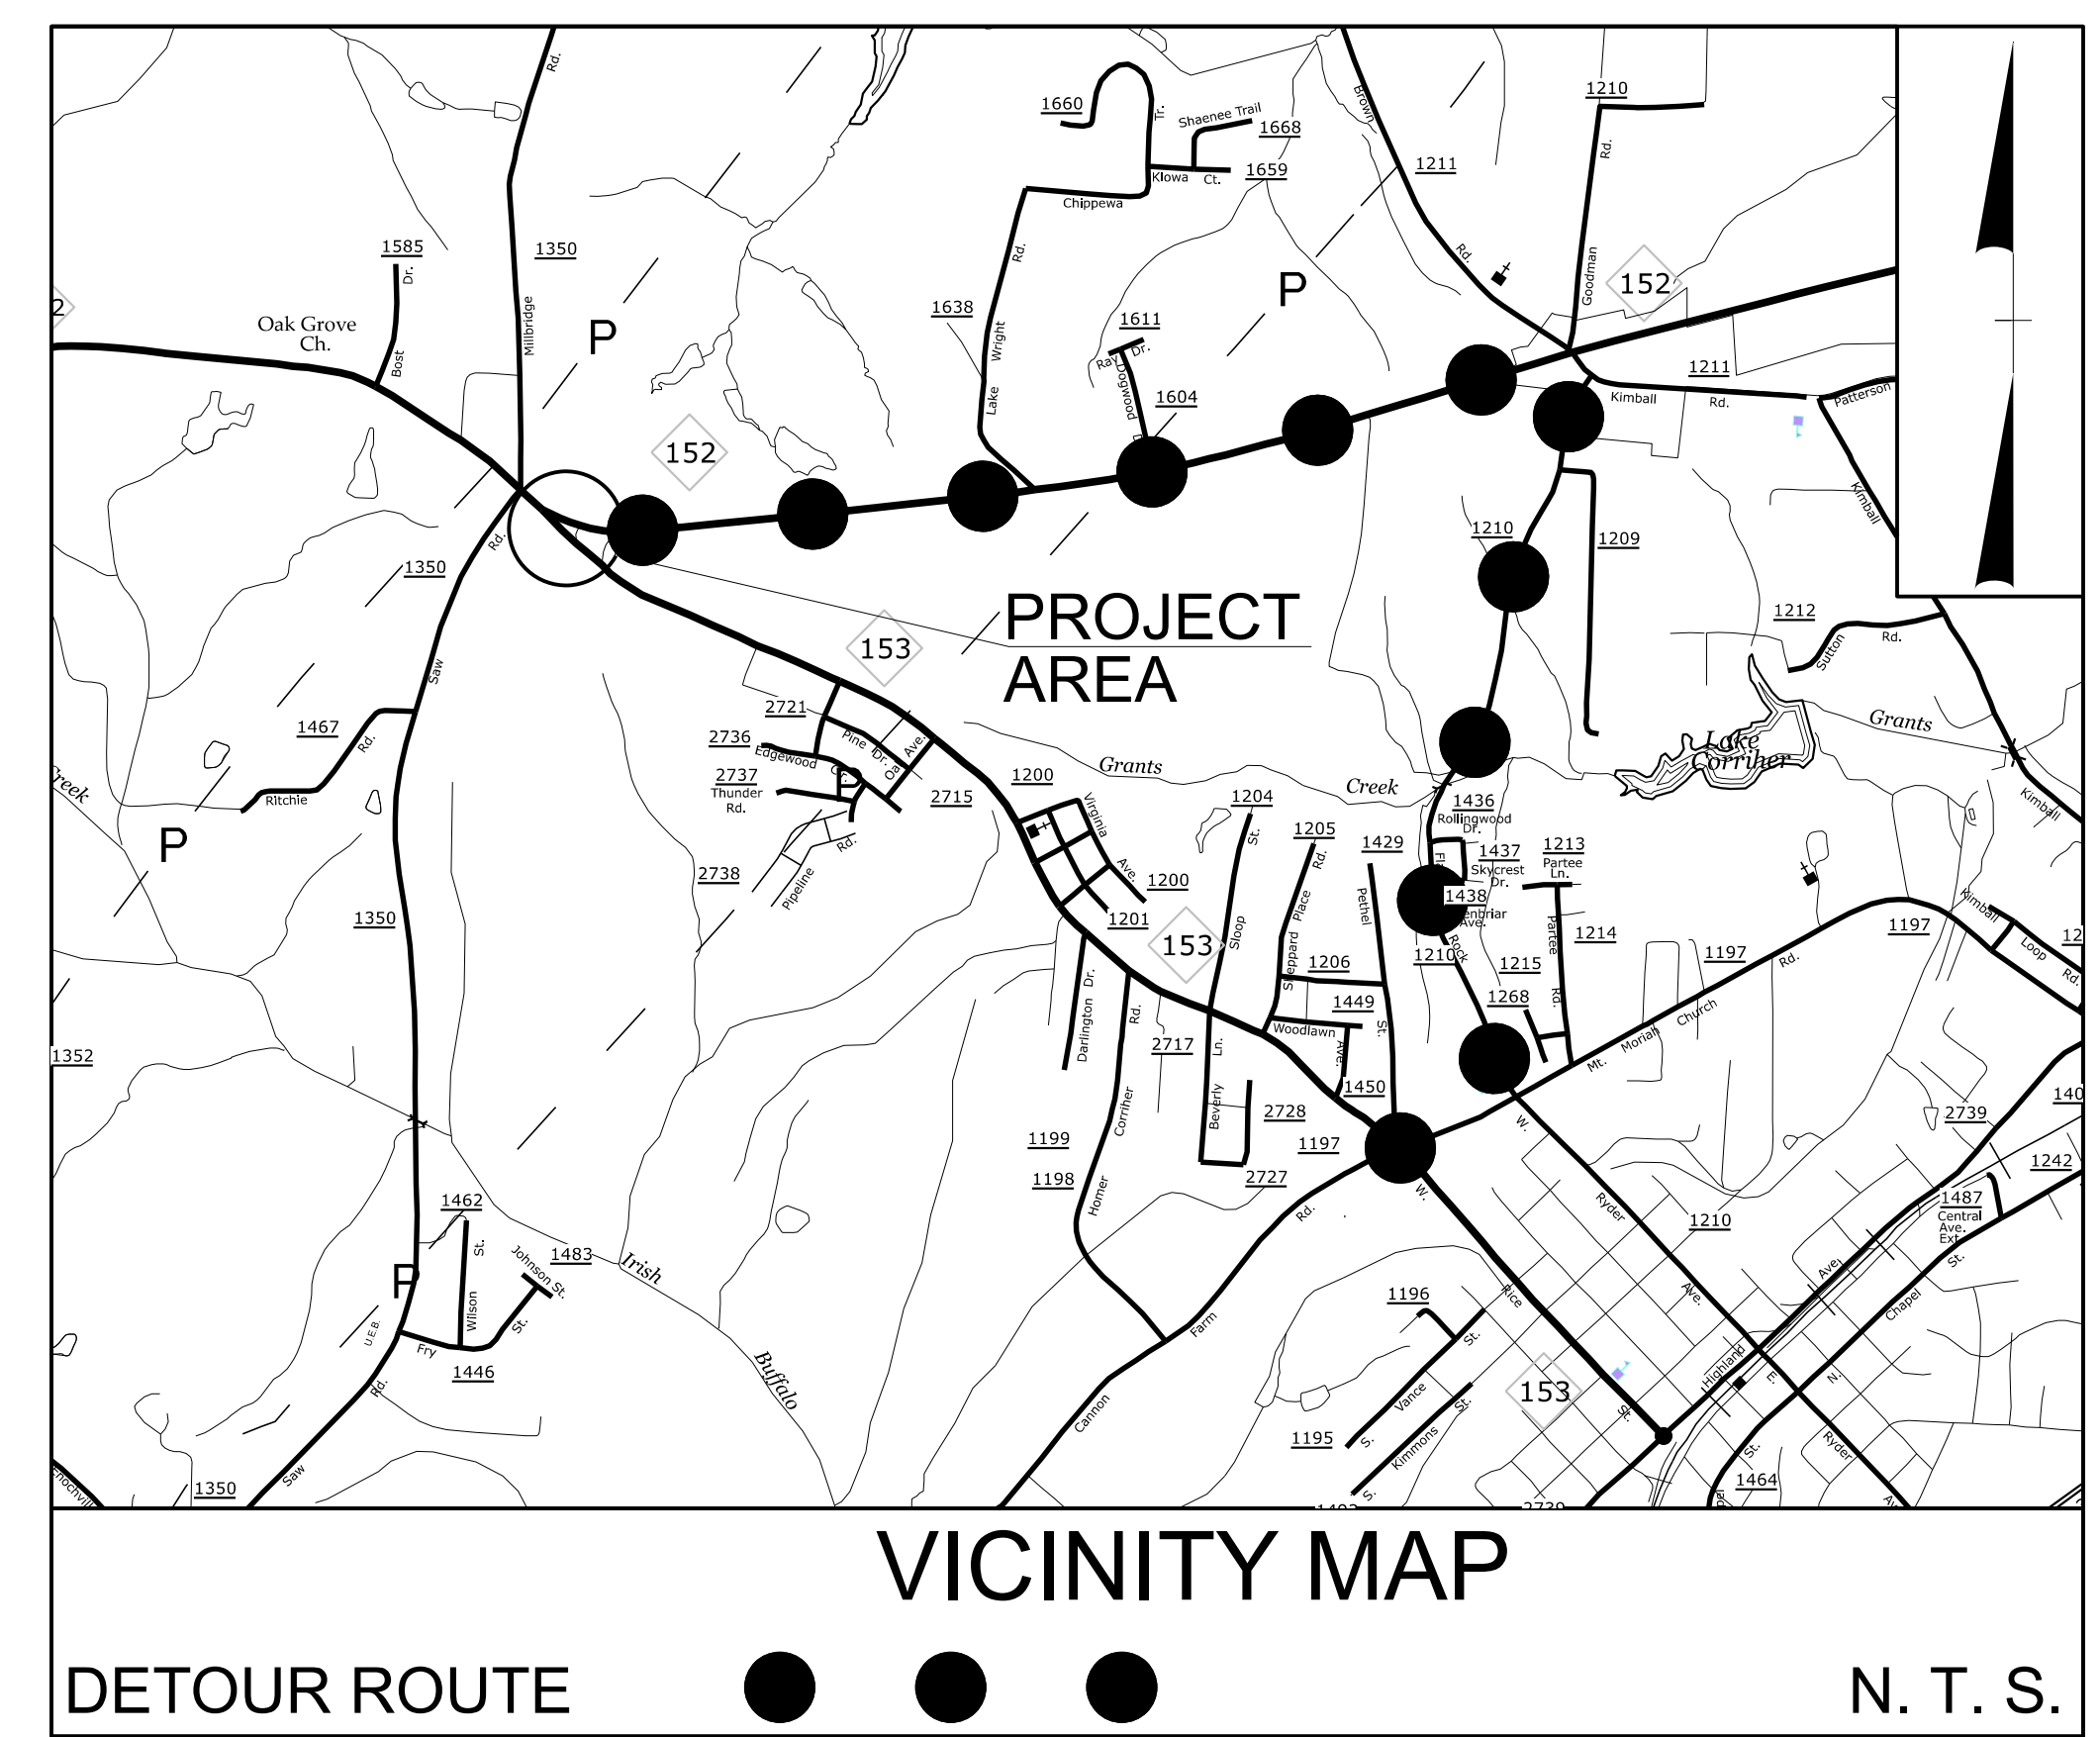 Rd.
1660
Tr.
Shaenee Trail
1668
Kiowa Ct.
1659
Chippewa
Brown
1211
1210
Rd.
1585
Dr.
1350
Rd.
Rd.
Goodman
152
P
Oak Grove
Ch.
Bost
Millbridge
P
1638
Wright
Lake
1611
Ray Dr.
Dogwood
1604
1211
Kimball Rd.
Patterson
Kimball
152
Rd.
1350
1210
1209
PROJECT
AREA
153
1212
Sutton
Rd.
Saw
1467
Rd.
Ritchie
2721
2736
Edgewood
Cr.
Pine Dr.
Ave.
2737
Thunder
Rd.
P
2715
1200
Grants
Creek
Lake
Corriher
Grants
Kimball
P
2738
Pipeline
Rd.
Virginia
Ave.
1200
1201
1204
St.
Sloop
153
1205
Rd.
Place
1429
Pethel
St.
1436
Rollingwood
Dr.
1437
Skycrest
Dr.
1438
Ave.
Rock
1210
1213
Partee
Ln.
Partee
Rd.
1214
1215
1268
1197
Mt. Moriah Church Rd.
1197
Kimball
Loop
Rd.
1350
1352
1206
1449
Woodlawn
Ave.
1450
Darlington Dr.
Rd.
Corriher
Homer
2717
Ln.
Beverly
2728
2727
1197
1199
1198
2739
1242
1487
Central
Ave.
Ext.
1462
St.
Wilson
Johnson St.
1483
St.
Irish
Buffalo
P
U.E.B.
Fry
1446
Rd.
Saw
1350
Rd.
Farm
Cannon
W.
Rice
St.
153
W.
Ryder
Ave.
1210
1196
St.
Vance
S.
1195
St.
Kimmons
S.
Highland
Ave.
E.
N.
Chapel
St.
Ryder
St.
1464
2739
VICINITY MAP
DETOUR ROUTE
N. T. S.